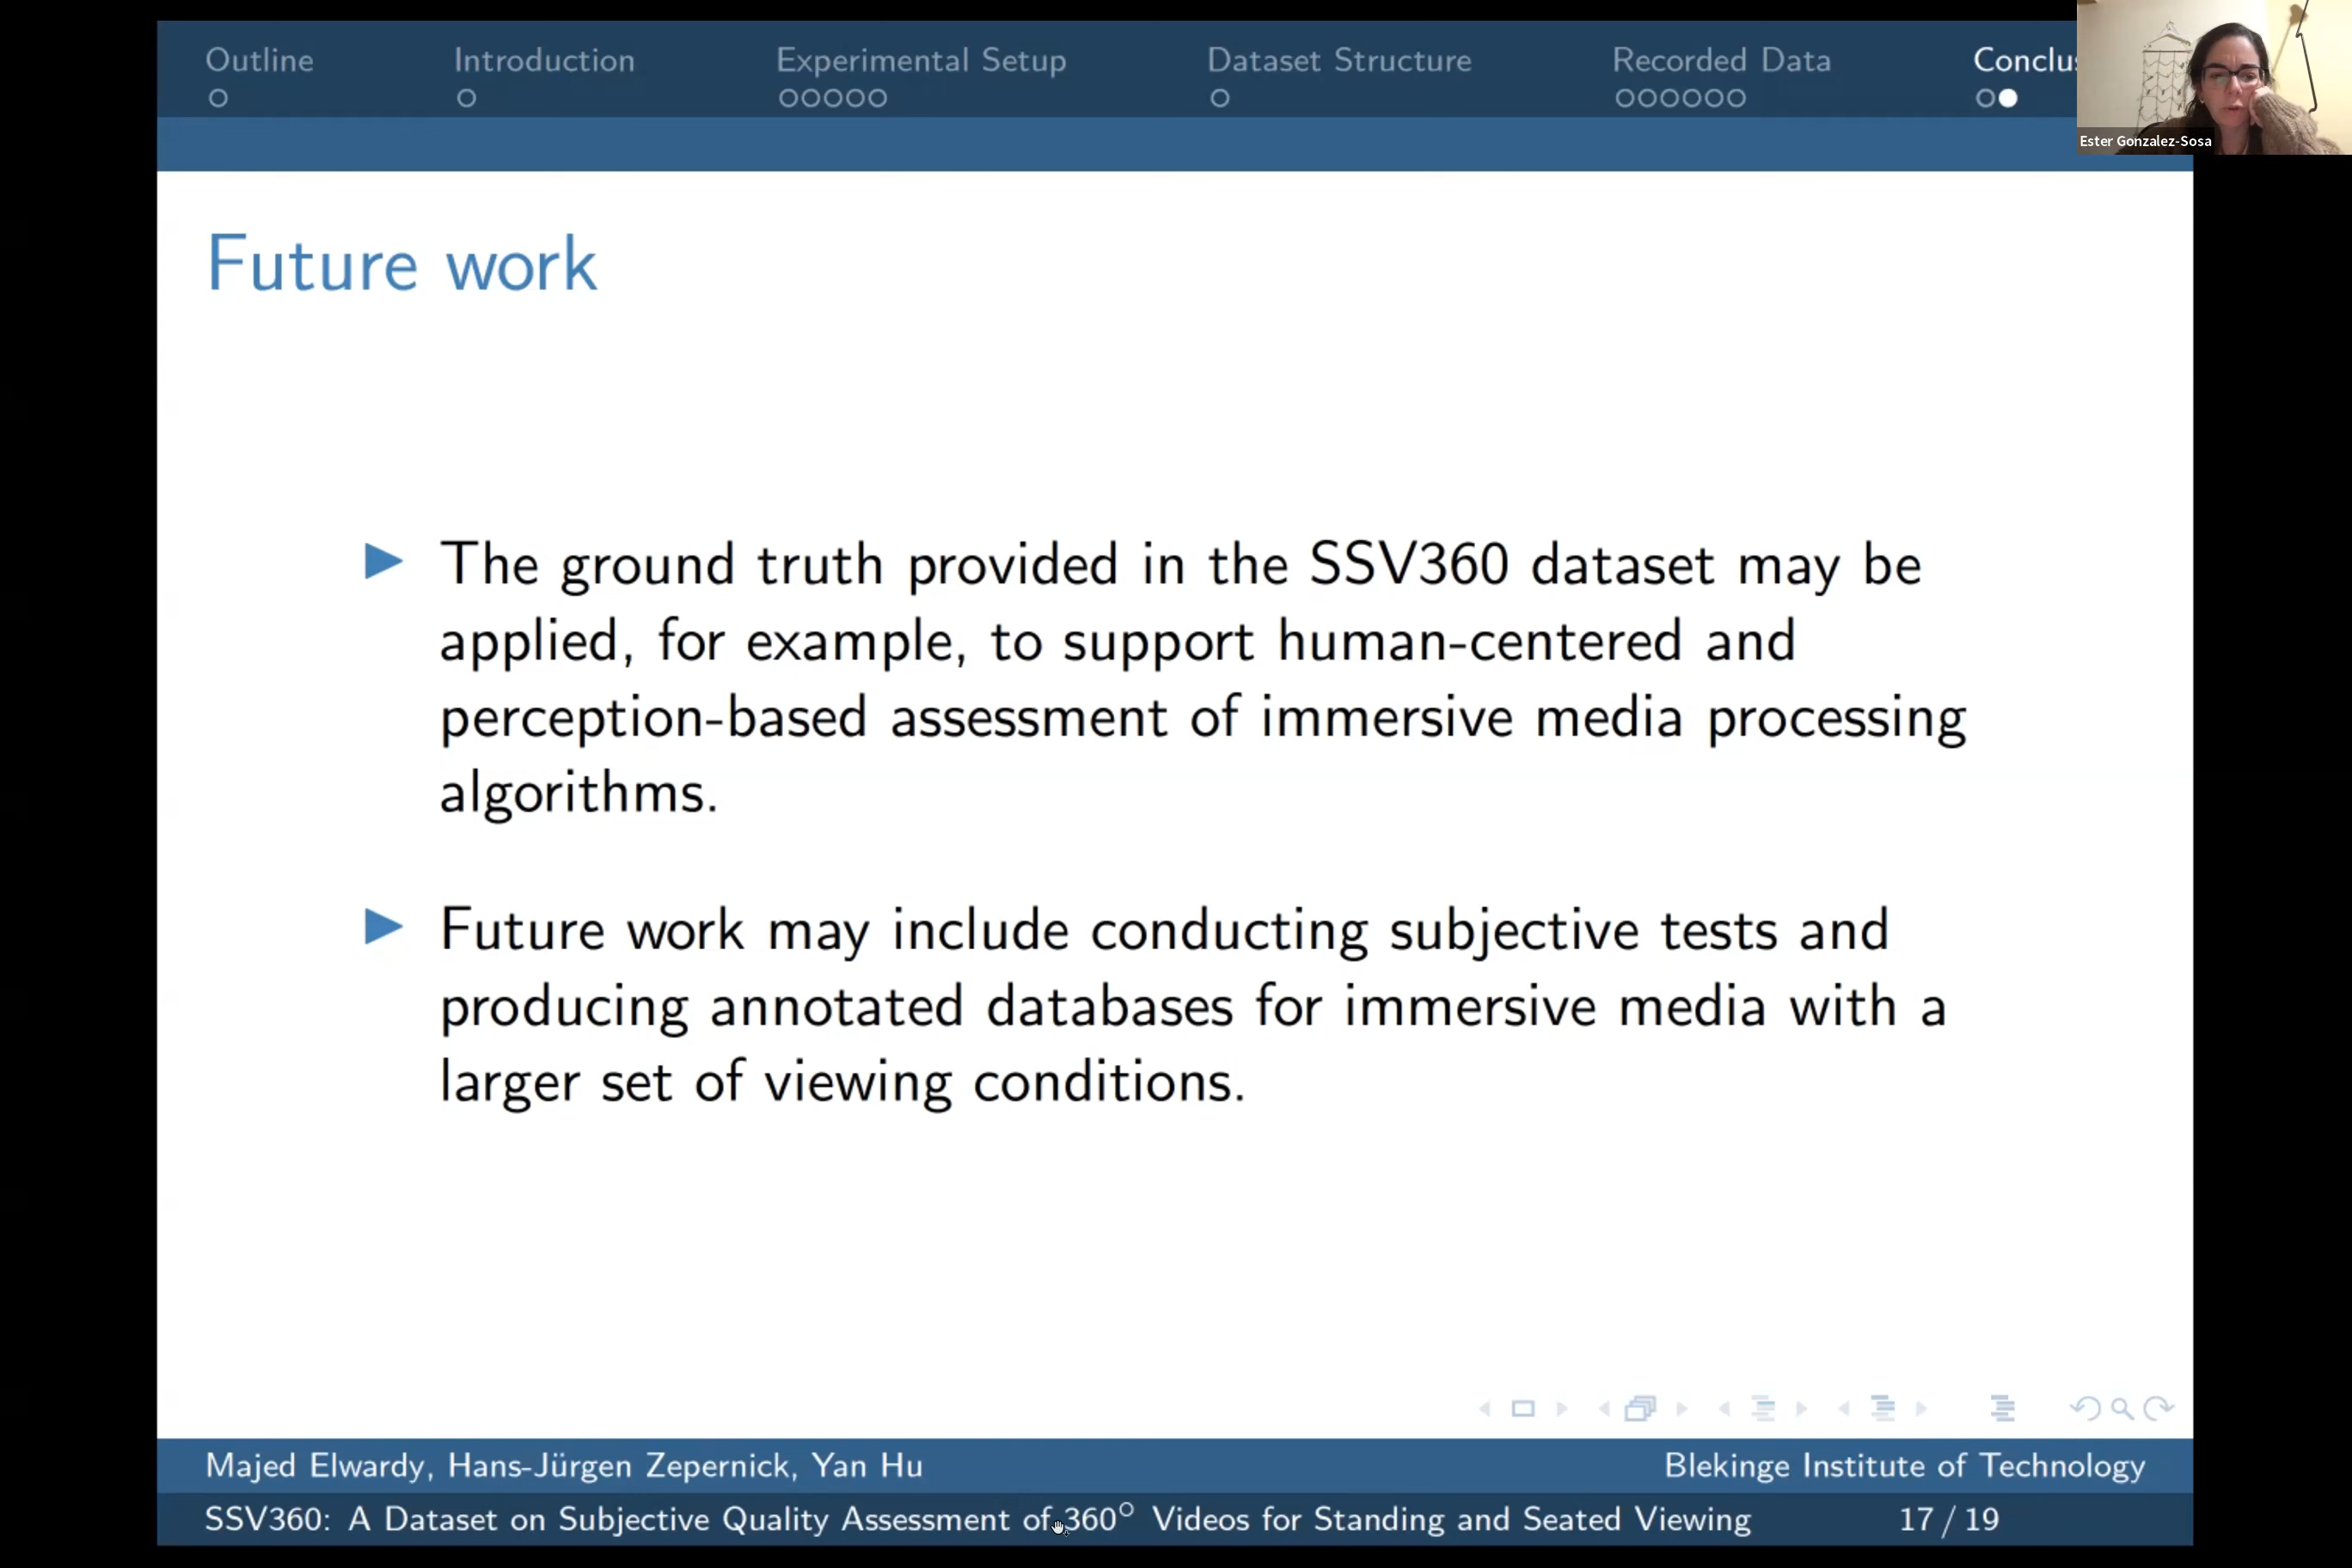 Outline
Introduction
Experimental Setup
Dataset Structure
Recorded Data
Conclus
Ester Gonzalez-Sosa
Future work
The ground truth provided in the SSV360 dataset may be
applied, for example, to support human-centered and
perception-based assessment of immersive media processing
algorithms.
Future work may include conducting subjective tests and
producing annotated databases for immersive media with a
larger set of viewing conditions.
Majed Elwardy, Hans-Jürgen Zepernick, Yan Hu
Blekinge Institute of Technology
SSV360: A Dataset on Subjective Quality Assessment of 360° Videos for Standing and Seated Viewing
17 / 19